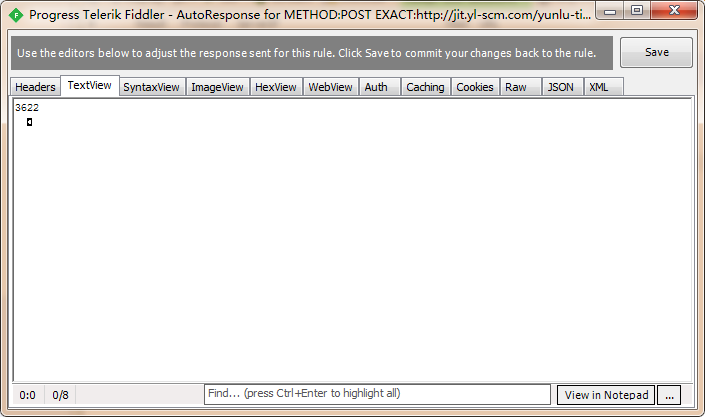 Progress Telerik Fiddler - AutoResponse for METHOD:POST EXACT:http://jit.yl-scm.com/yunlu-ti...
Use the editors below to adjust the response sent for this rule. Click Save to commit your changes back to the rule.
Save
Headers TextView SyntaxView ImageView HexView WebView Auth Caching Cookies Raw JSON XML
3622
0:0 0/8 Find... (press Ctrl+Enter to highlight all) View in Notepad ...